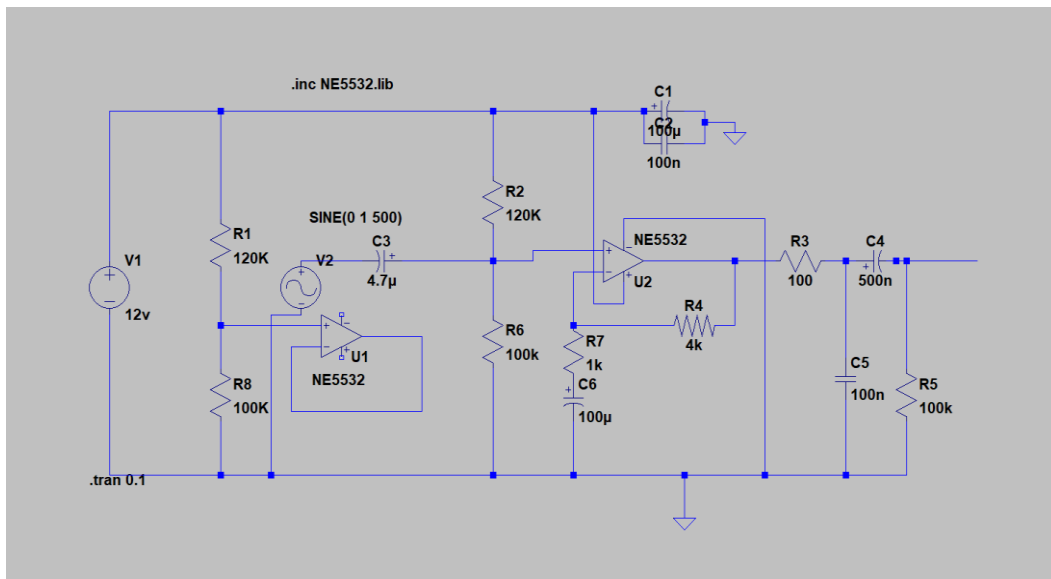 .inc NE5532.lib
C1
100µ
C2
100n
R2
120K
SINE(0 1 500)
C3
4.7µ
R1
120K
V2
V1
12v
NE5532
U2
R3
100
C4
500n
R4
4k
R6
100k
R7
1k
U1
NE5532
R8
100K
C6
100µ
C5
100n
R5
100k
.tran 0.1